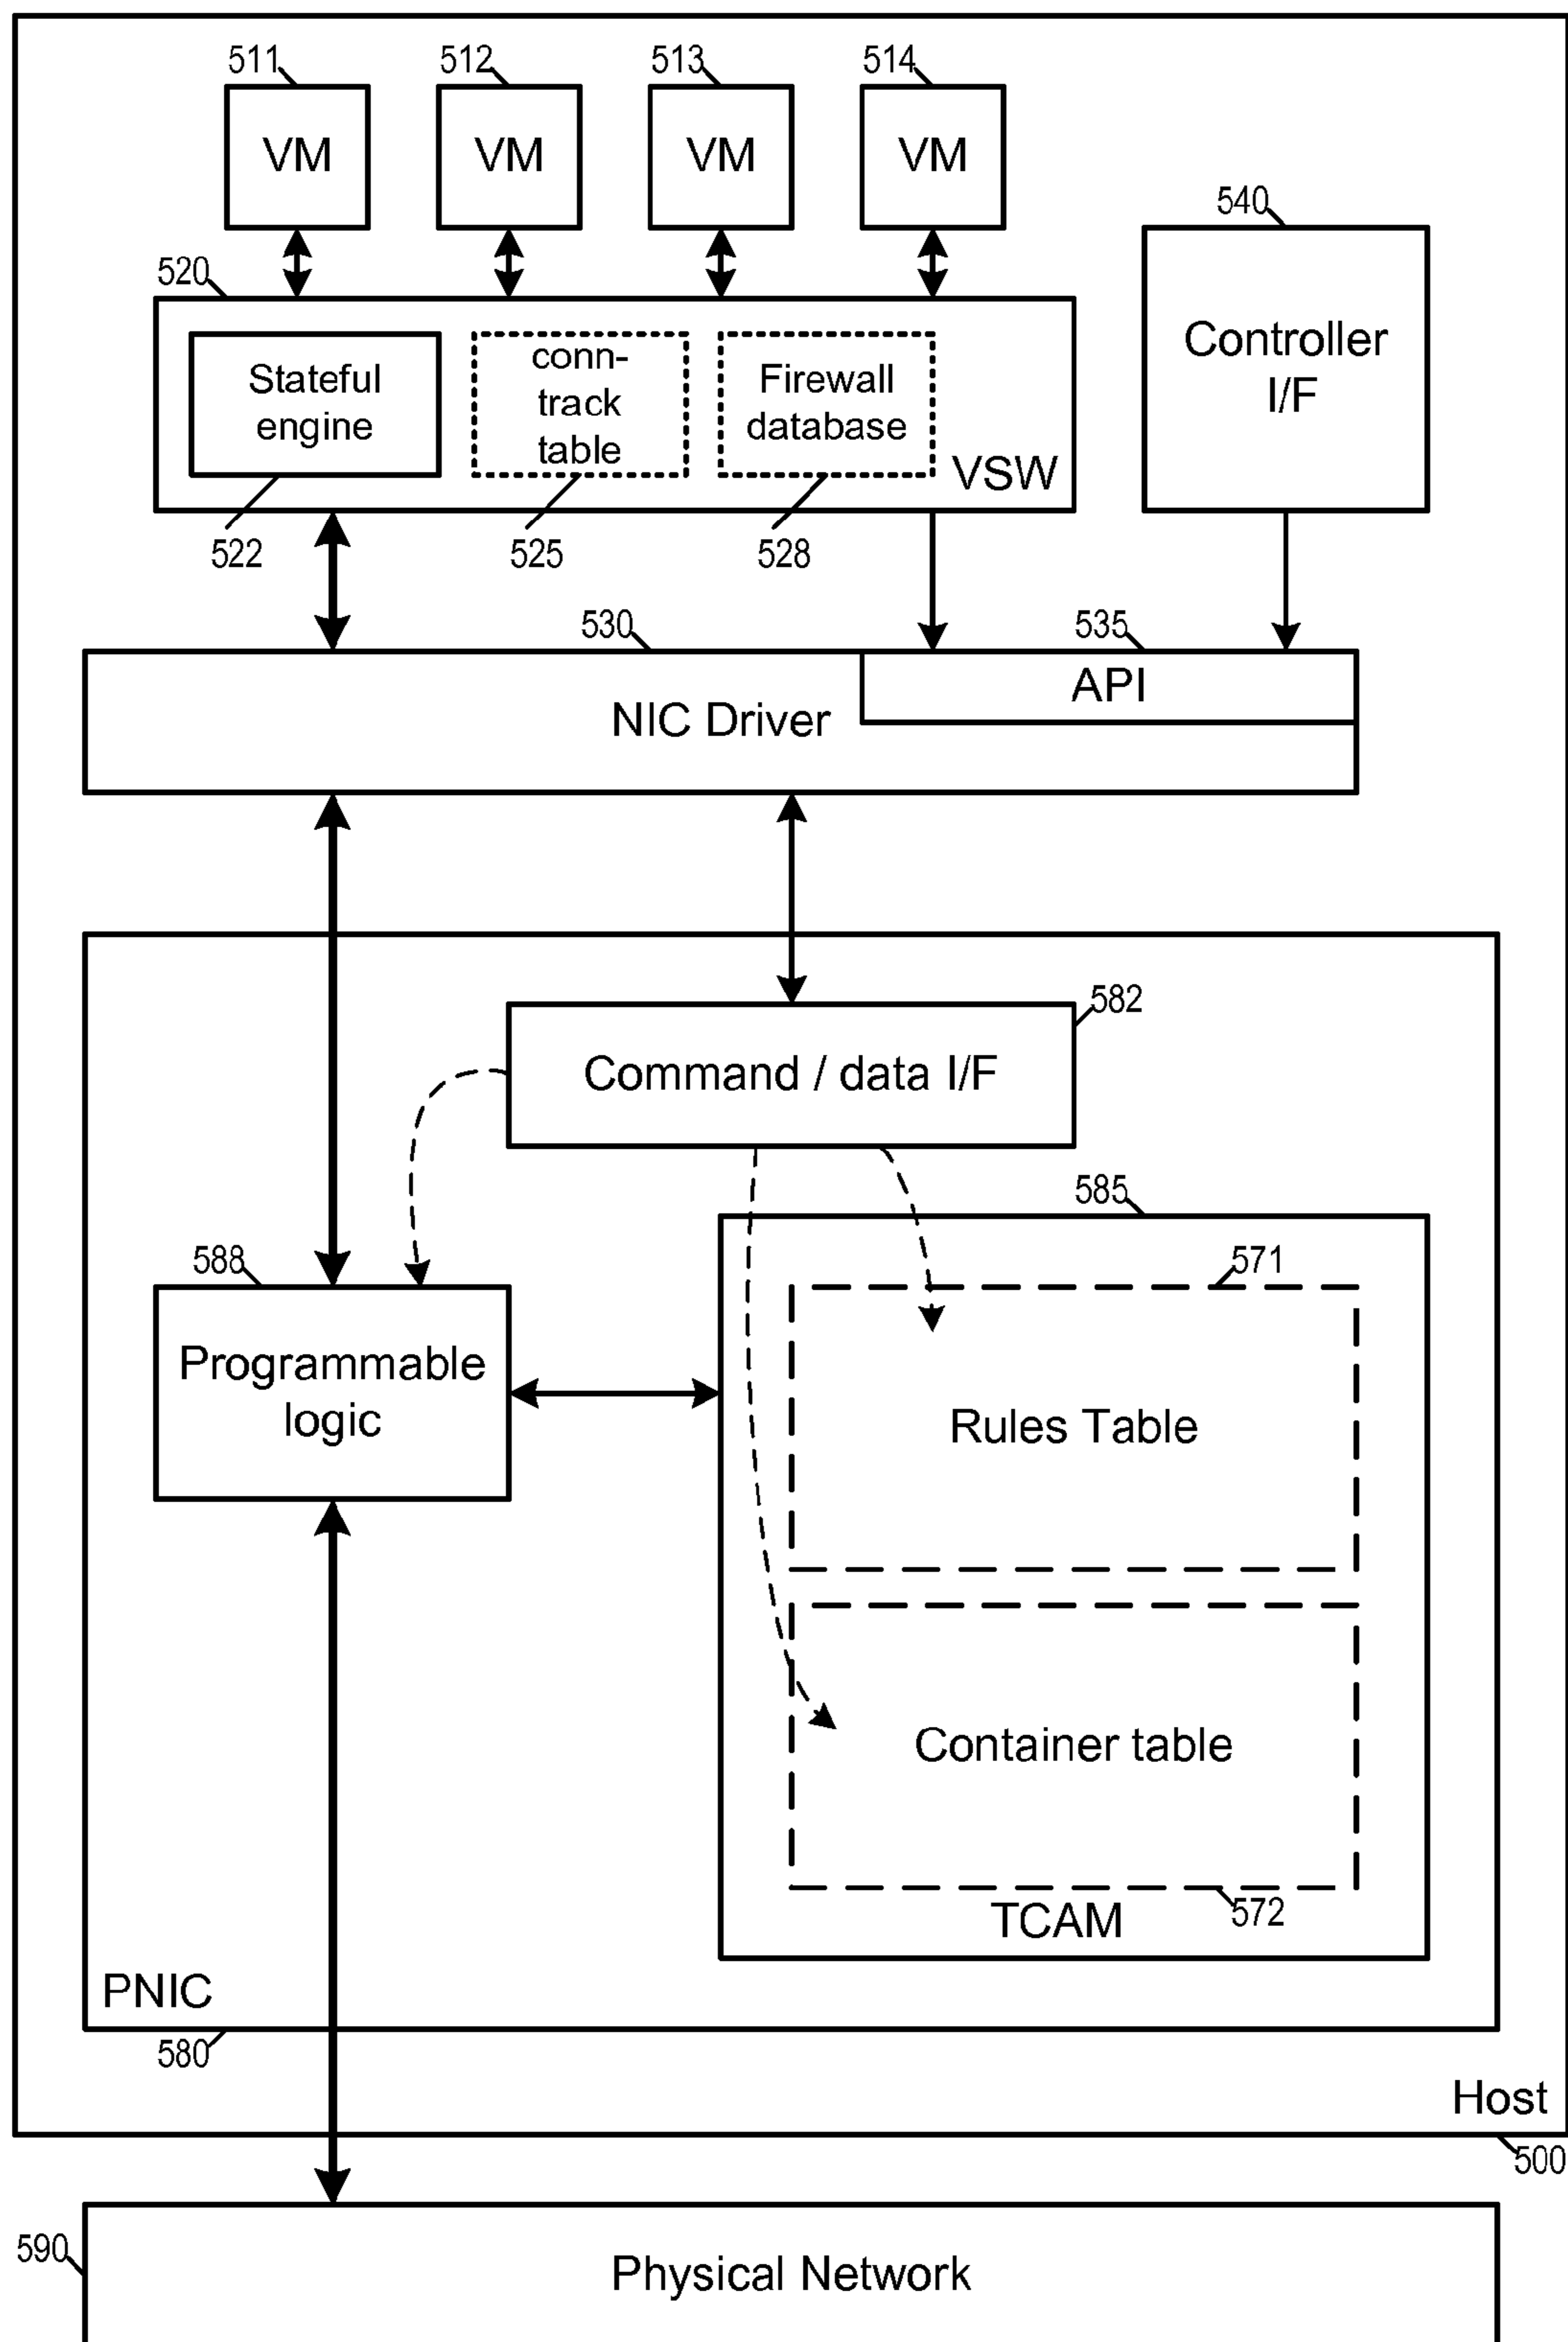 511
512
513
514
VM
VM
VM
VM
540
Controller
I/F
520
Stateful
engine
conn-
track
table
Firewall
database
VSW
522
525
528
530
535
API
NIC Driver
582
Command / data I/F
585
588
571
Programmable
logic
Rules Table
Container table
572
TCAM
PNIC
580
Host
500
590
Physical Network